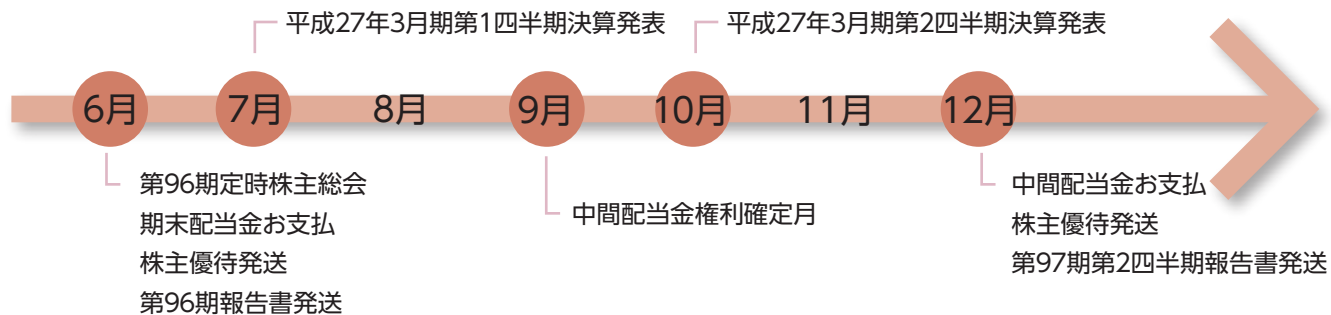 平成27年3月期第1四半期決算発表
平成27年3月期第2四半期決算発表
6月
7月
8月
9月
10月
11月
12月
第96期定時株主総会
期末配当金お支払
株主優待発送
第96期報告書発送
中間配当金権利確定月
中間配当金お支払
株主優待発送
第97期第2四半期報告書発送